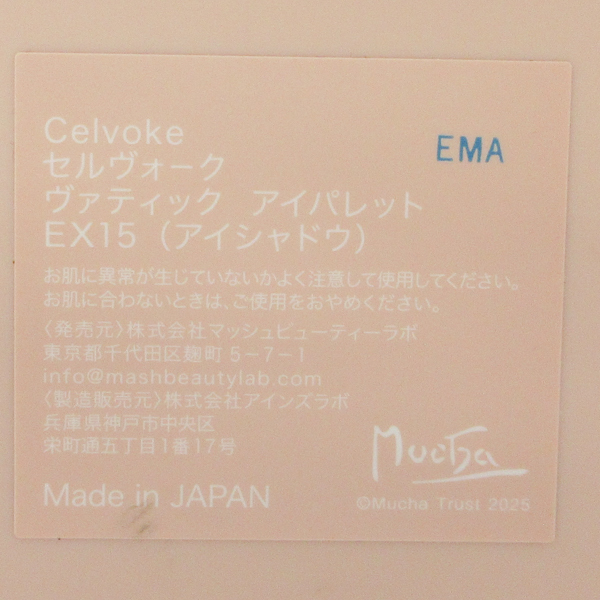 Celvoke
EMA
セルヴォーク
ヴァティック アイパレット
EX15（アイシャドウ）
お肌に異常が生じていないかよく注意して使用してください。
お肌に合わないときは、ご使用をおやめください。
〈発売元〉株式会社マッシュビューティーラボ
東京都千代田区麹町5-7-1
info@mashbeautylab.com
〈製造販売元〉株式会社アインズラボ
兵庫県神戸市中央区
栄町通五丁目1番17号
Mucha
Made in JAPAN
©Mucha Trust 2025